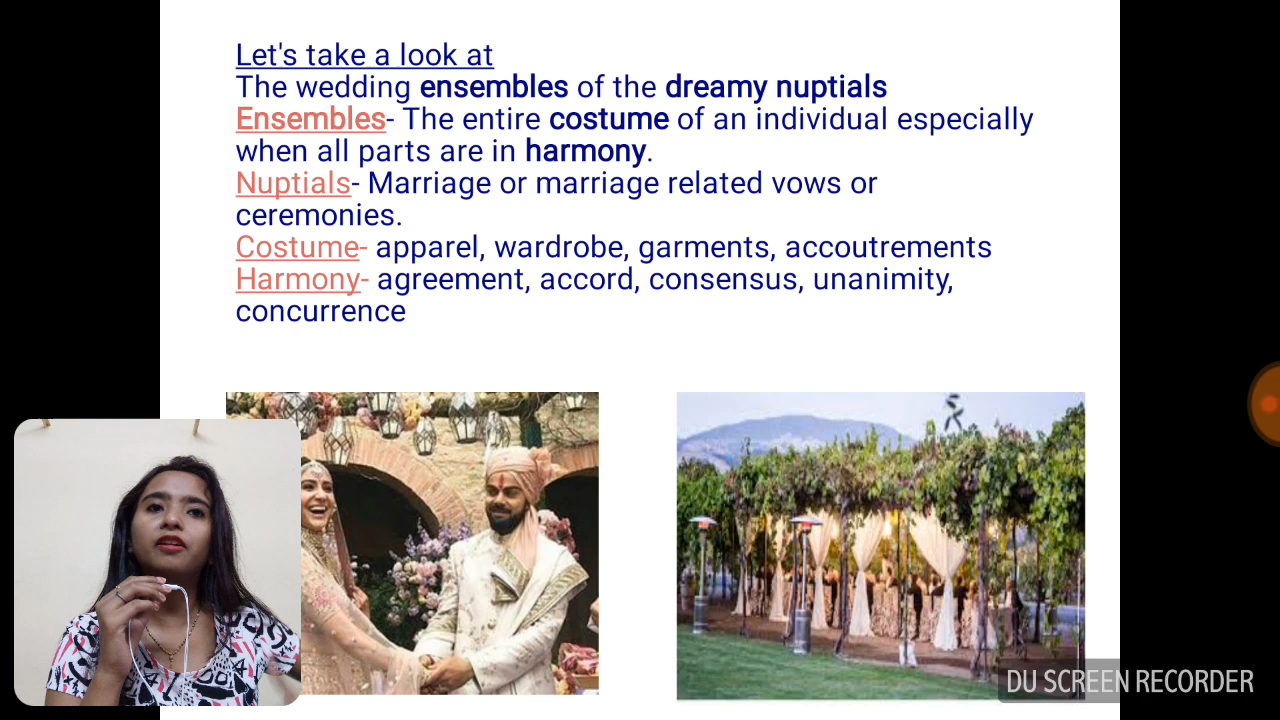 Let's take a look at
The wedding ensembles of the dreamy nuptials
Ensembles- The entire costume of an individual especially
when all parts are in harmony.
Nuptials- Marriage or marriage related vows or
ceremonies.
Costume- apparel, wardrobe, garments, accoutrements
Harmony- agreement, accord, consensus, unanimity,
concurrence
DU SCREEN RECORDER